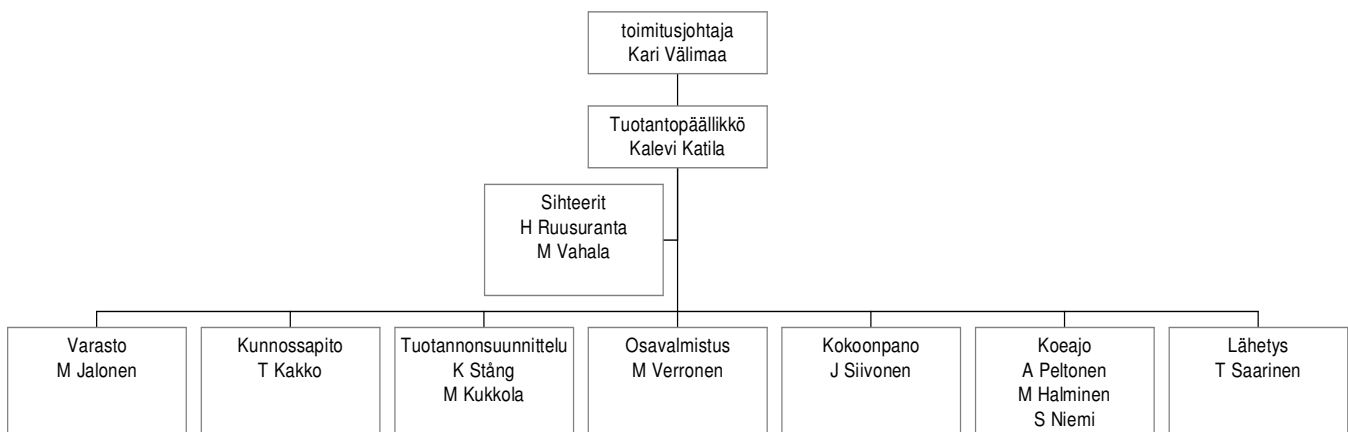 toimitusjohtaja
Kari Välimaa
Tuotantopäällikkö
Kalevi Katila
Sihteerit
H Ruusuranta
M Vahala
Varasto
M Jalonen
Kunnossapito
T Kakko
Tuotannonsuunnittelu
K Stång
M Kukkola
Osavalmistus
M Verronen
Kokoonpano
J Siivonen
Koeajo
A Peltonen
M Halminen
S Niemi
Lähetys
T Saarinen